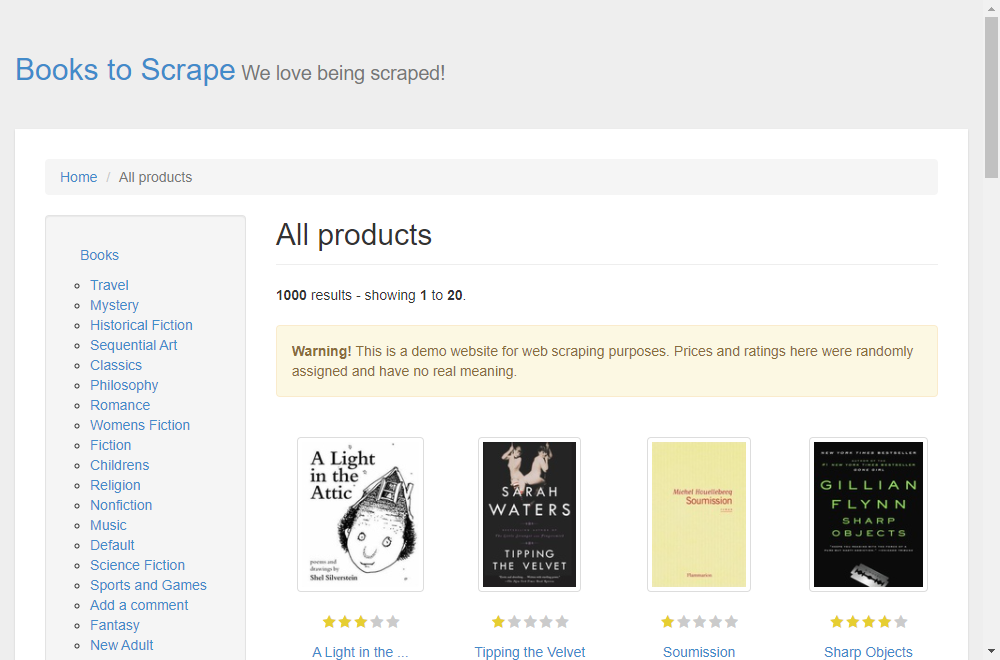 Books to Scrape We love being scraped!
Home / All products
Books
Travel
Mystery
Historical Fiction
Sequential Art
Classics
Philosophy
Romance
Womens Fiction
Fiction
Childrens
Religion
Nonfiction
Music
Default
Science Fiction
Sports and Games
Add a comment
Fantasy
New Adult
All products
1000 results - showing 1 to 20.
Warning! This is a demo website for web scraping purposes. Prices and ratings here were randomly
assigned and have no real meaning.
A Light
in the
Attic
poems and
drawings by
Shel Silverstein
SARAH
WATERS
TIPPING
THE VELVET
Michel Houellebecq
Soumission
Flammarion
NEW YORK TIMES BESTSELLER
GILLIAN
FLYNN
SHARP
OBJECTS
A Light in the ...
Tipping the Velvet
Soumission
Sharp Objects